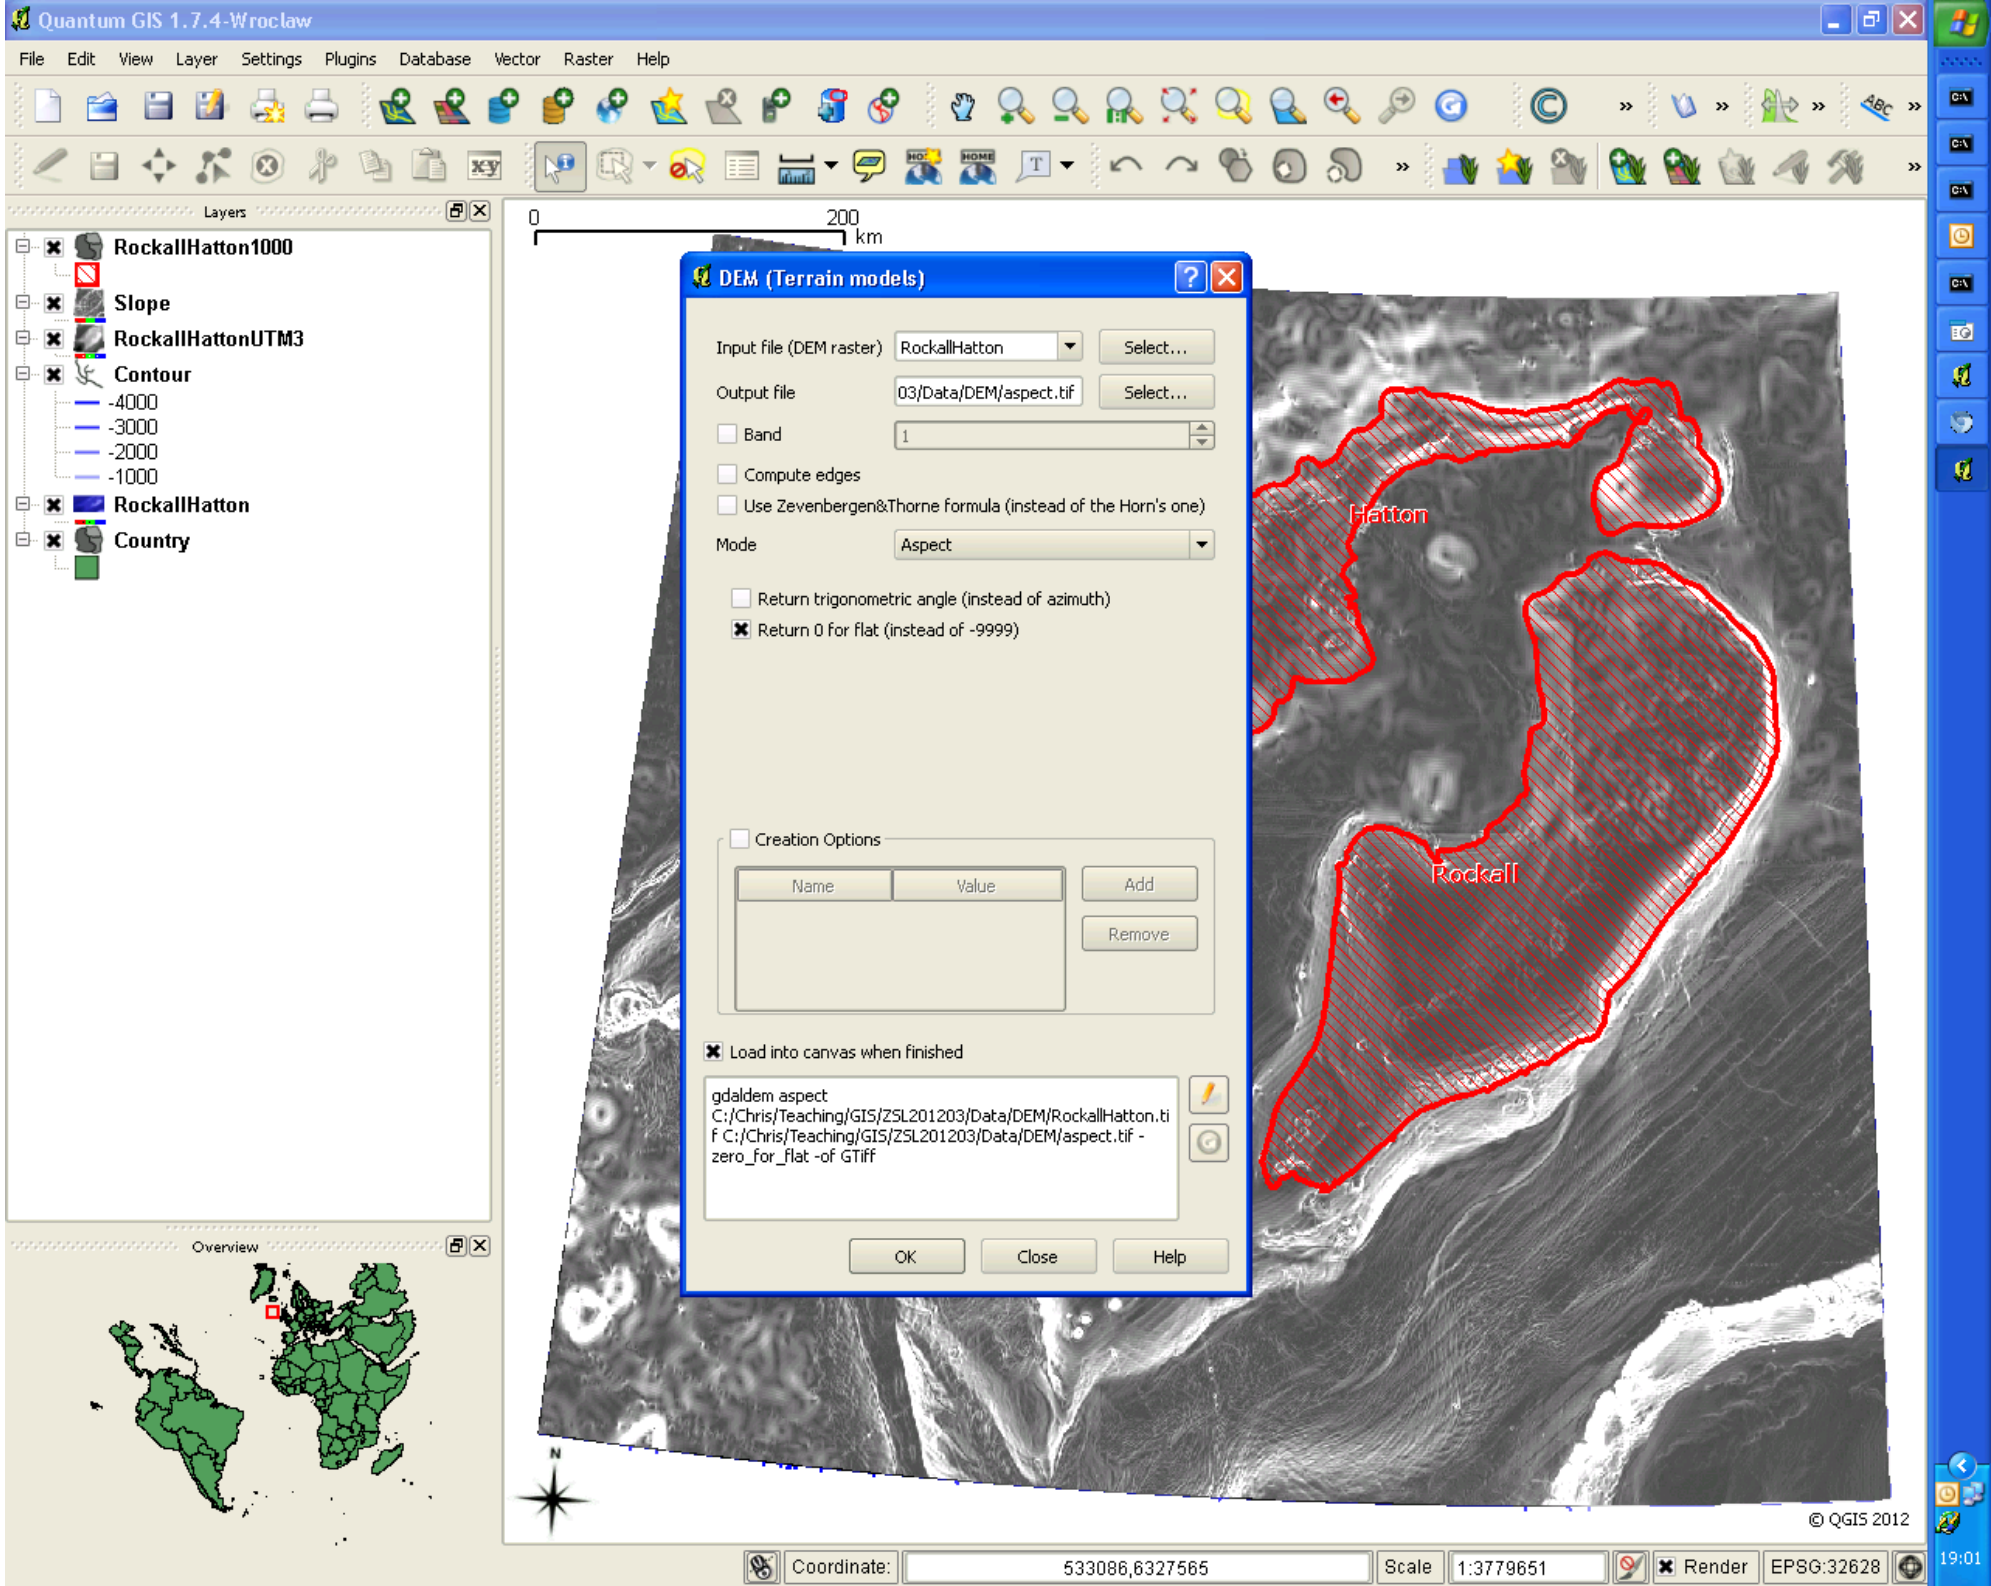 Quantum GIS 1.7.4-Wroclaw
File Edit View Layer Settings Plugins Database Vector Raster Help
ABC
xy
HOME
T
Layers
RockallHatton1000
Slope
RockallHattonUTM3
Contour
-4000
-3000
-2000
-1000
RockallHatton
Country
0 200
km
DEM (Terrain models)
Input file (DEM raster) RockallHatton Select...
Output file 03/Data/DEM/aspect.tif Select...
Band 1
Compute edges
Use Zevenbergen&Thorne formula (instead of the Horn's one)
Mode Aspect
Return trigonometric angle (instead of azimuth)
Return 0 for flat (instead of -9999)
Creation Options
Name Value Add
Remove
Load into canvas when finished
gdaldem aspect
C:/Chris/Teaching/GIS/ZSL201203/Data/DEM/RockallHatton.ti
f C:/Chris/Teaching/GIS/ZSL201203/Data/DEM/aspect.tif -
zero_for_flat -of GTiff
OK Close Help
Hatton
Rockall
Overview
N
© QGIS 2012
Coordinate: 533086,6327565 Scale 1:3779651 Render EPSG:32628
19:01